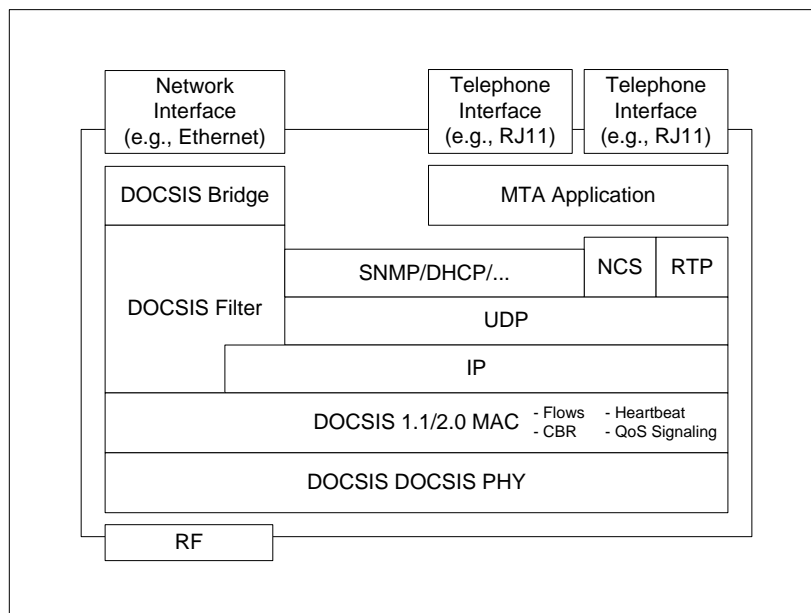 Network
Interface
(e.g., Ethernet)
Telephone
Interface
(e.g., RJ11)
Telephone
Interface
(e.g., RJ11)
DOCSIS Bridge
MTA Application
SNMP/DHCP/...
NCS
RTP
DOCSIS Filter
UDP
IP
DOCSIS 1.1/2.0 MAC
- Flows
- CBR
- Heartbeat
- QoS Signaling
DOCSIS DOCSIS PHY
RF